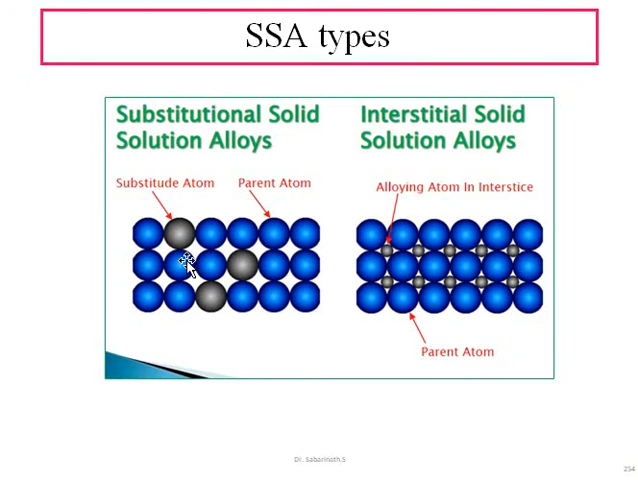 SSA types
Substitutional Solid
Solution Alloys
Interstitial Solid
Solution Alloys
Substitude Atom
Parent Atom
Alloying Atom In Interstice
Parent Atom
Dr. Sabarinath.S
254